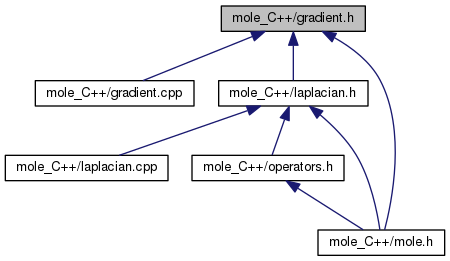 mole_C++/gradient.h
mole_C++/gradient.cpp
mole_C++/laplacian.h
mole_C++/laplacian.cpp
mole_C++/operators.h
mole_C++/mole.h